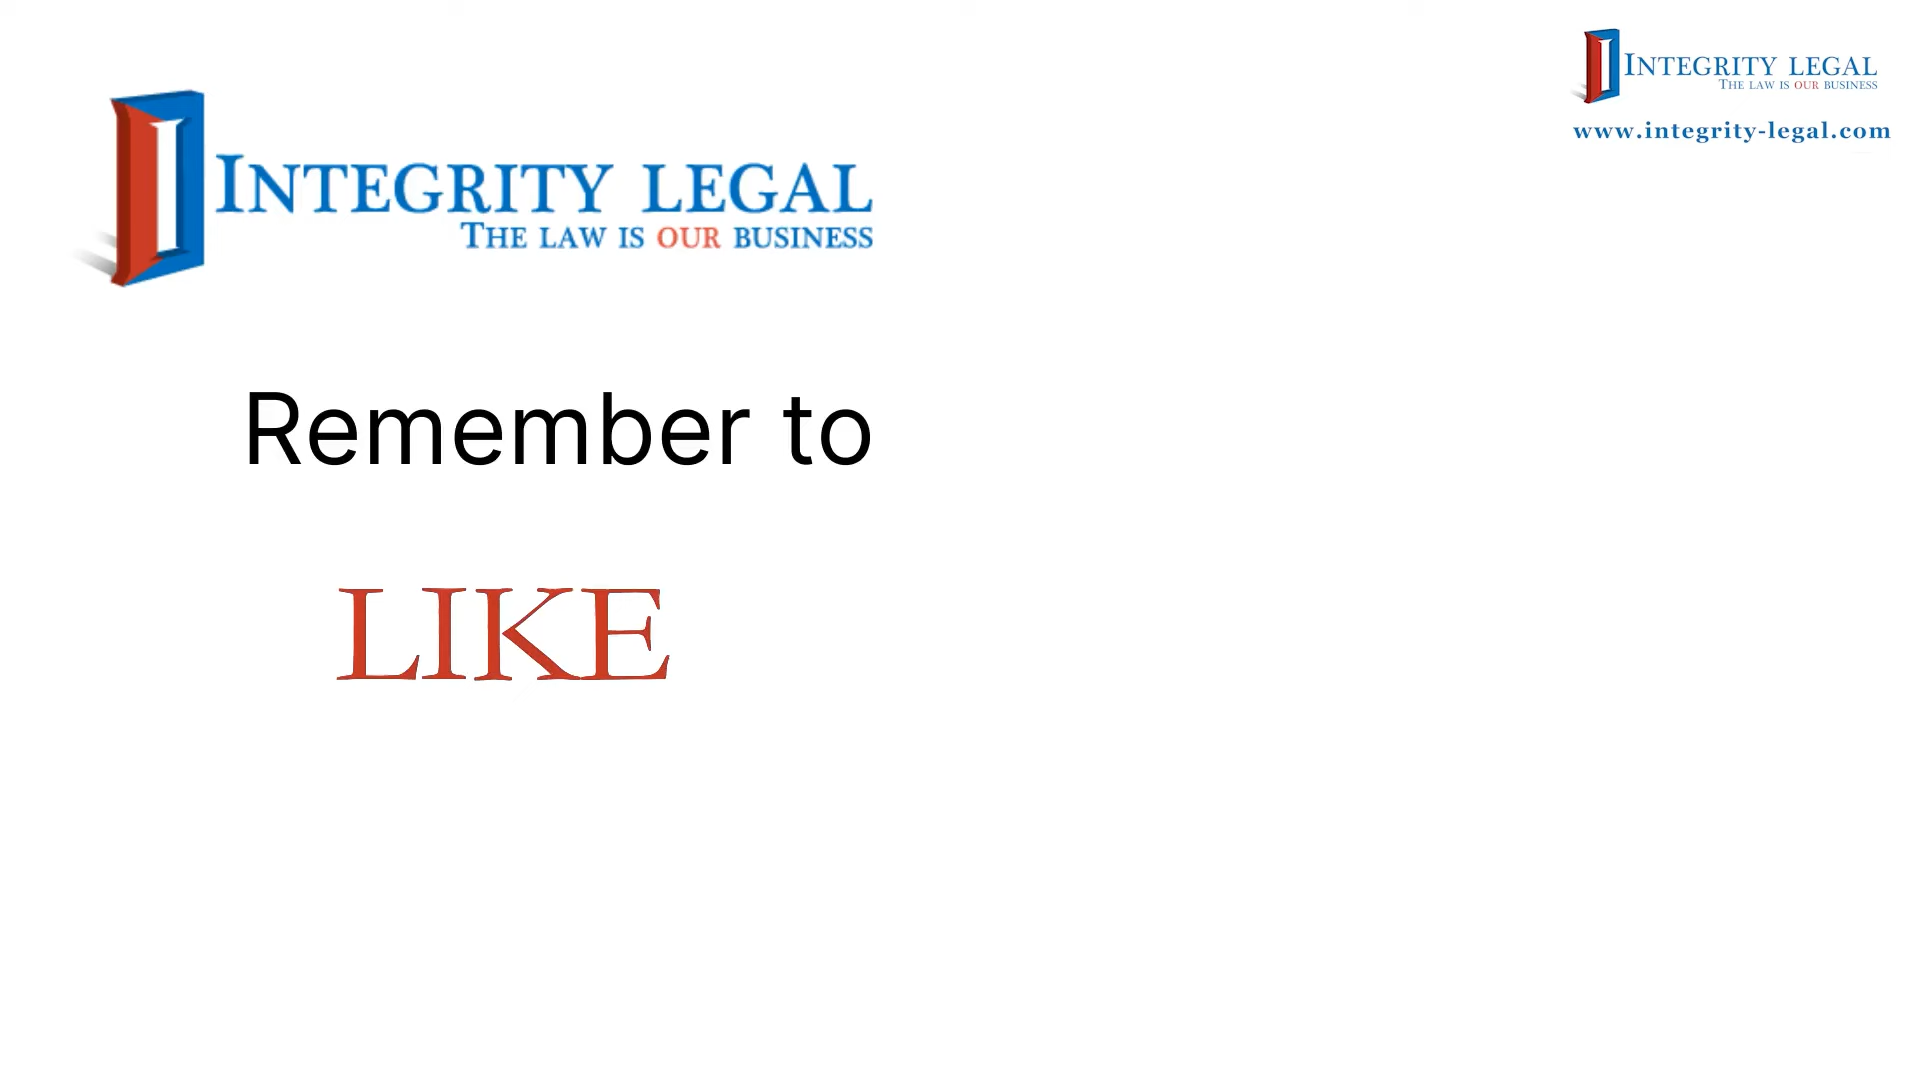 INTEGRITY LEGAL
THE LAW IS OUR BUSINESS
www.integrity-legal.com
INTEGRITY LEGAL
THE LAW IS OUR BUSINESS
Remember to
LIKE